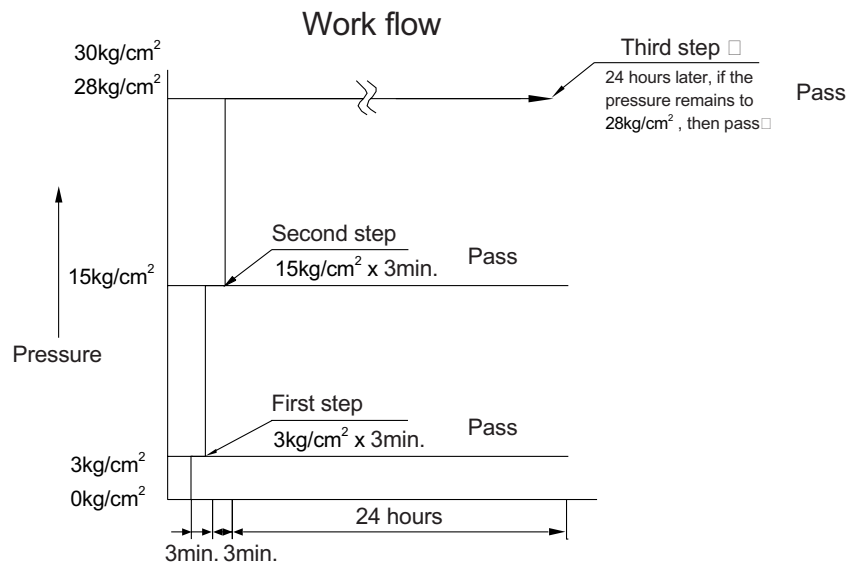 Work flow
30kg/cm²
28kg/cm²
Third step □
24 hours later, if the
pressure remains to
28kg/cm² , then pass□
Pass
Second step
15kg/cm² x 3min.
Pass
15kg/cm²
Pressure
First step
3kg/cm² x 3min.
Pass
3kg/cm²
0kg/cm²
24 hours
3min. 3min.